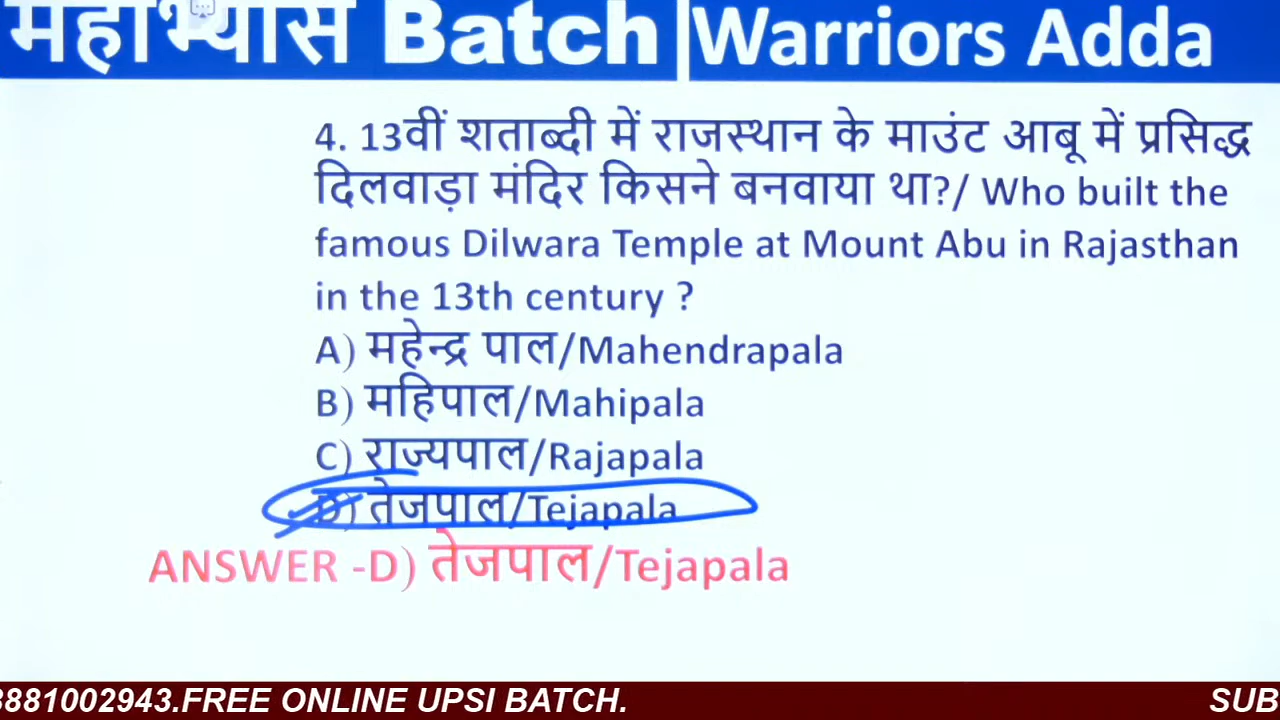 महाभ्यास Batch Warriors Adda
4. 13वीं शताब्दी में राजस्थान के माउंट आबू में प्रसिद्ध
दिलवाड़ा मंदिर किसने बनवाया था?/ Who built the
famous Dilwara Temple at Mount Abu in Rajasthan
in the 13th century ?
A) महेन्द्र पाल/Mahendrapala
B) महिपाल/Mahipala
C) राज्यपाल/Rajapala
D) तेजपाल/Tejapala
ANSWER -D) तेजपाल/Tejapala
8881002943.FREE ONLINE UPSI BATCH. SUB